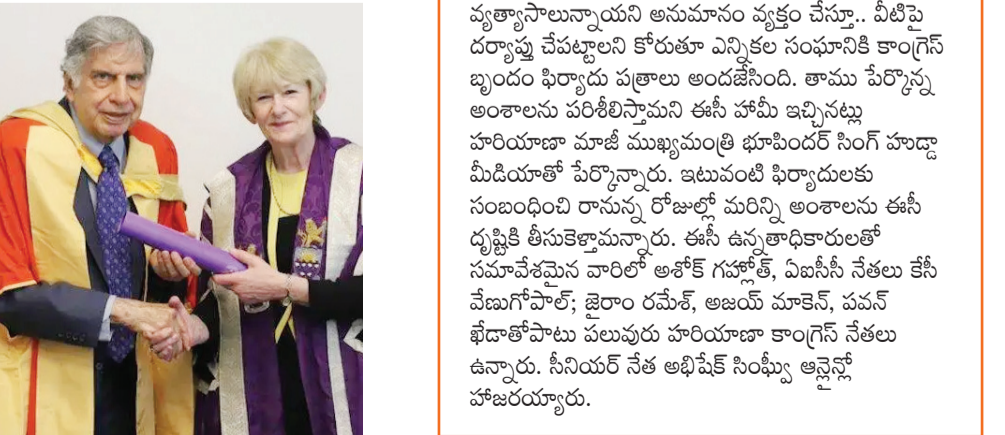 వ్యత్యాసాలున్నాయని అనుమానం వ్యక్తం చేస్తూ.. వీటిపై
దర్యాప్తు చేపట్టాలని కోరుతూ ఎన్నికల సంఘానికి కాంగ్రెస్
బృందం ఫిర్యాదు పత్రాలు అందజేసింది. తాము పేర్కొన్న
అంశాలను పరిశీలిస్తామని ఈసీ హామీ ఇచ్చినట్లు
హరియాణా మాజీ ముఖ్యమంత్రి భూపిందర్ సింగ్ హుడ్డా
మీడియాతో పేర్కొన్నారు. ఇటువంటి ఫిర్యాదులకు
సంబంధించి రానున్న రోజుల్లో మరిన్ని అంశాలను ఈసీ
దృష్టికి తీసుకెళ్తామన్నారు. ఈసీ ఉన్నతాధికారులతో
సమావేశమైన వారిలో అశోక్ గహ్లోత్, ఏఐసీసీ నేతలు కేసీ
వేణుగోపాల్; జైరాం రమేశ్, అజయ్ మాకెన్, పవన్
ఖేడాతోపాటు పలువురు హరియాణా కాంగ్రెస్ నేతలు
ఉన్నారు. సీనియర్ నేత అభిషేక్ సింఘ్వీ ఆన్లైన్లో
హాజరయ్యారు.